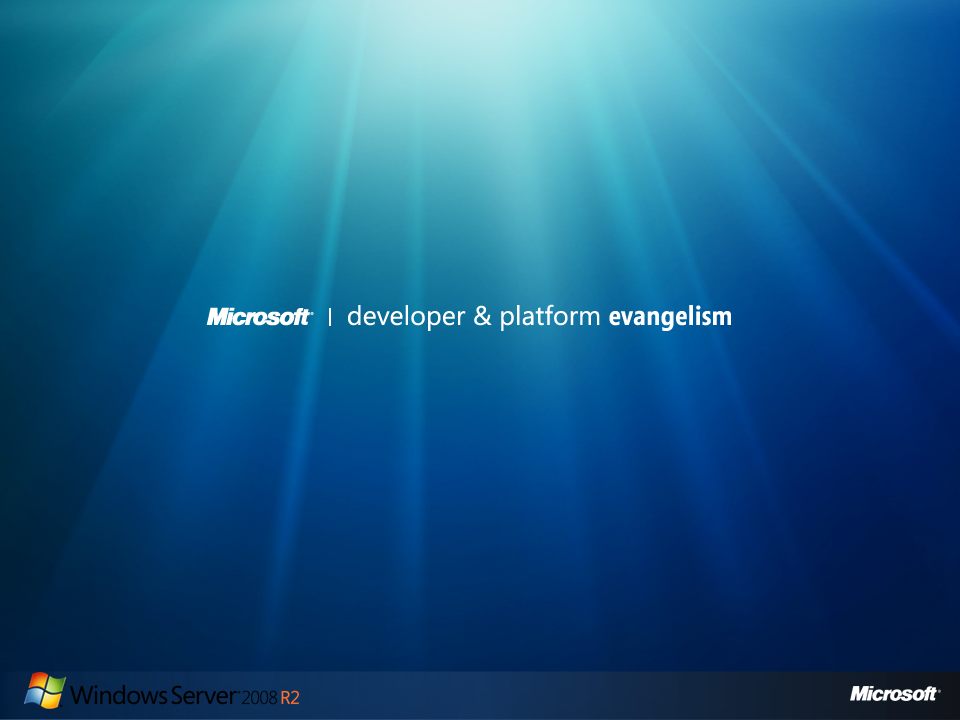 Microsoft® | developer & platform evangelism
Windows Server® 2008 R2
Microsoft®